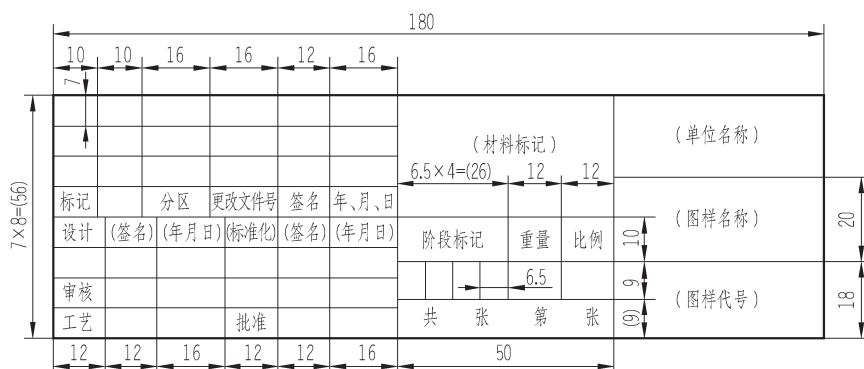 180
10 10 16 16 12 16
7
(单位名称)
(材料标记)
6.5×4=(26) 12 12
7×8=(56)
标记 分区 更改文件号 签名 年、月、日
(图样名称) 20
设计 (签名) (年月日) (标准化) (签名) (年月日) 阶段标记 重量 比例 10
6.5 9
审核 (图样代号) 18
工艺 批准 共 张 第 张 (9)
12 12 16 12 12 16 50